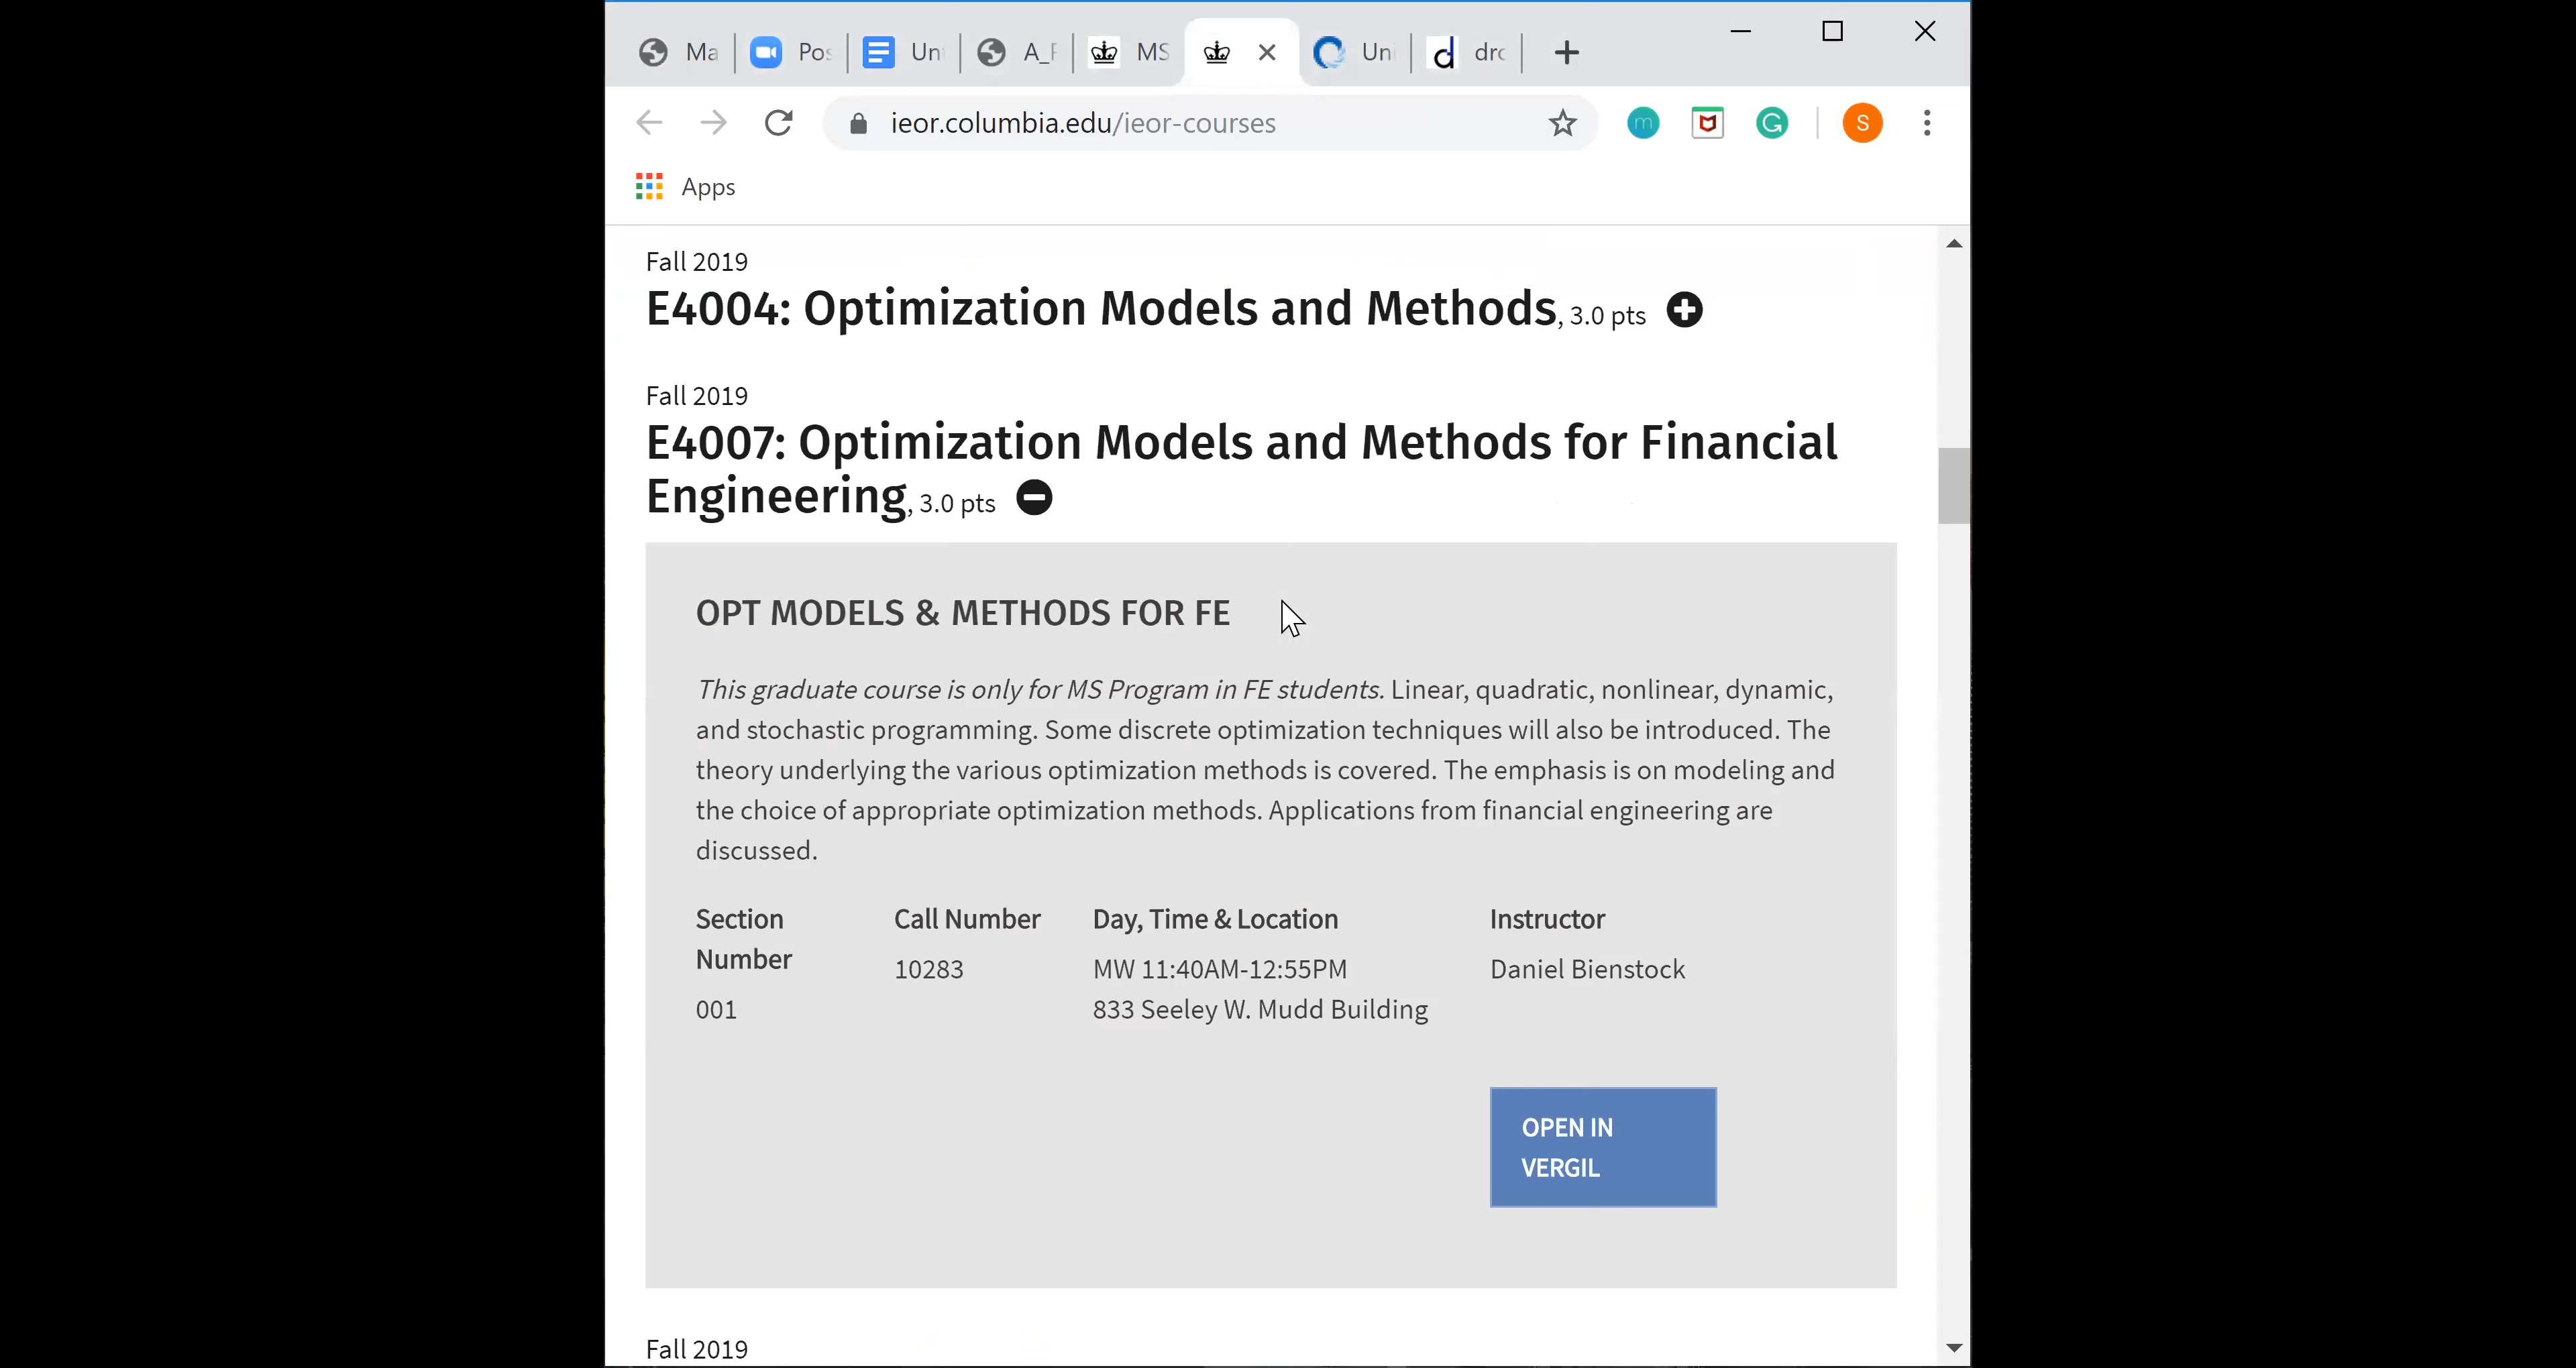 Ma
Pos
Un
A_F
MS
Uni
drc
ieor.columbia.edu/ieor-courses
m
G
S
Apps
Fall 2019
E4004: Optimization Models and Methods, 3.0 pts
Fall 2019
E4007: Optimization Models and Methods for Financial
Engineering, 3.0 pts
OPT MODELS & METHODS FOR FE
This graduate course is only for MS Program in FE students. Linear, quadratic, nonlinear, dynamic,
and stochastic programming. Some discrete optimization techniques will also be introduced. The
theory underlying the various optimization methods is covered. The emphasis is on modeling and
the choice of appropriate optimization methods. Applications from financial engineering are
discussed.
Section
Number
001
Call Number
10283
Day, Time & Location
MW 11:40AM-12:55PM
833 Seeley W. Mudd Building
Instructor
Daniel Bienstock
OPEN IN
VERGIL
Fall 2019